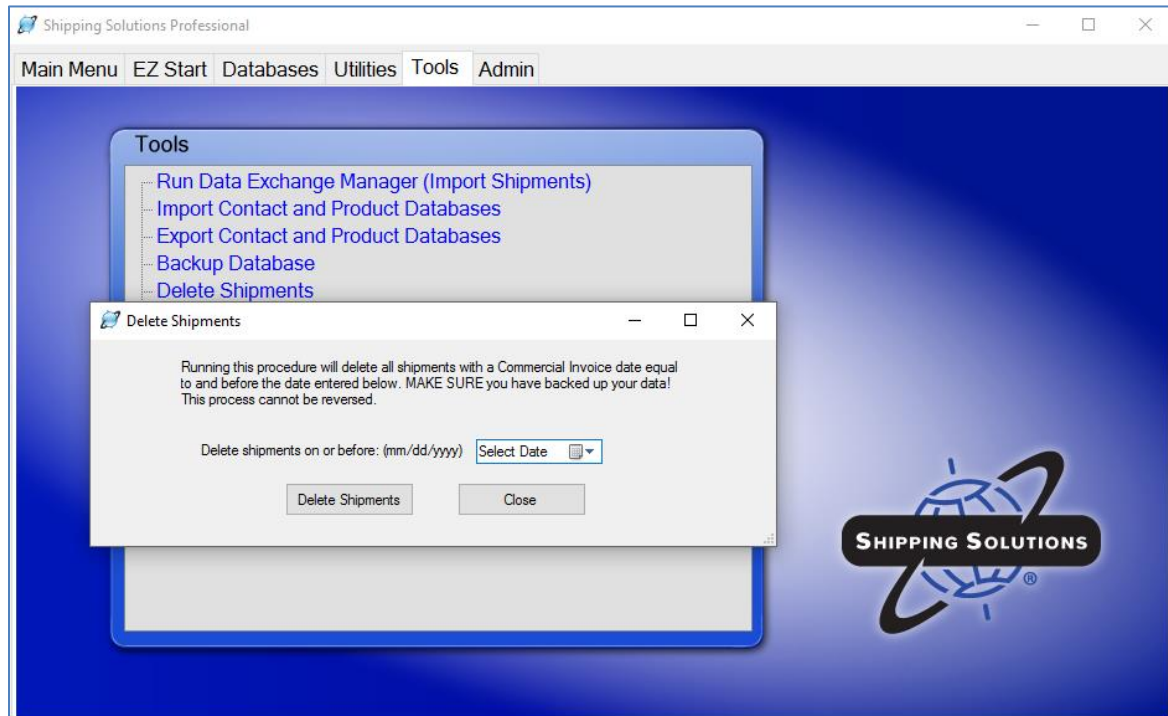 Shipping Solutions Professional
Main Menu EZ Start Databases Utilities Tools Admin
Tools
Run Data Exchange Manager (Import Shipments)
Import Contact and Product Databases
Export Contact and Product Databases
Backup Database
Delete Shipments
Delete Shipments
Running this procedure will delete all shipments with a Commercial Invoice date equal
to and before the date entered below. MAKE SURE you have backed up your data!
This process cannot be reversed.
Delete shipments on or before: (mm/dd/yyyy) Select Date
Delete Shipments Close
SHIPPING SOLUTIONS
®